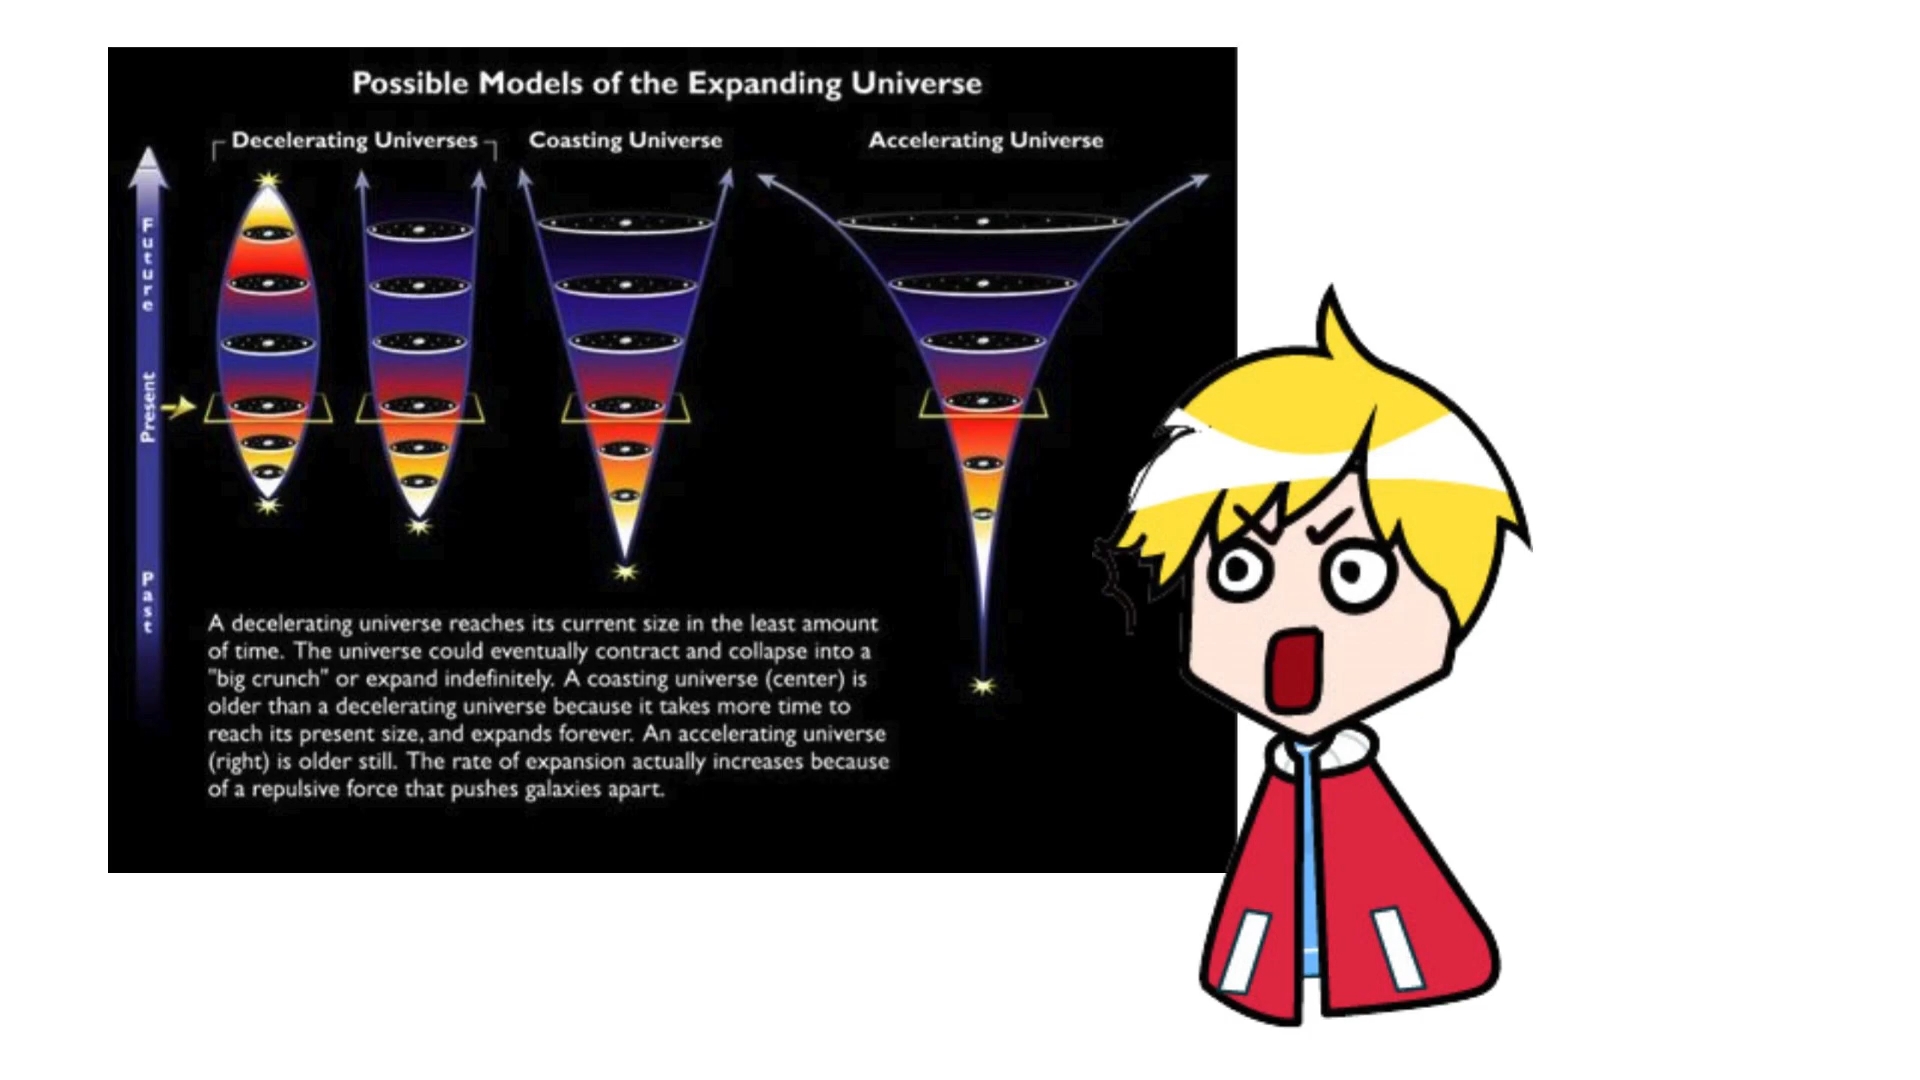 Possible Models of the Expanding Universe
Decelerating Universes
Coasting Universe
Accelerating Universe
Future
Present
Past
A decelerating universe reaches its current size in the least amount
of time. The universe could eventually contract and collapse into a
"big crunch" or expand indefinitely. A coasting universe (center) is
older than a decelerating universe because it takes more time to
reach its present size, and expands forever. An accelerating universe
(right) is older still. The rate of expansion actually increases because
of a repulsive force that pushes galaxies apart.